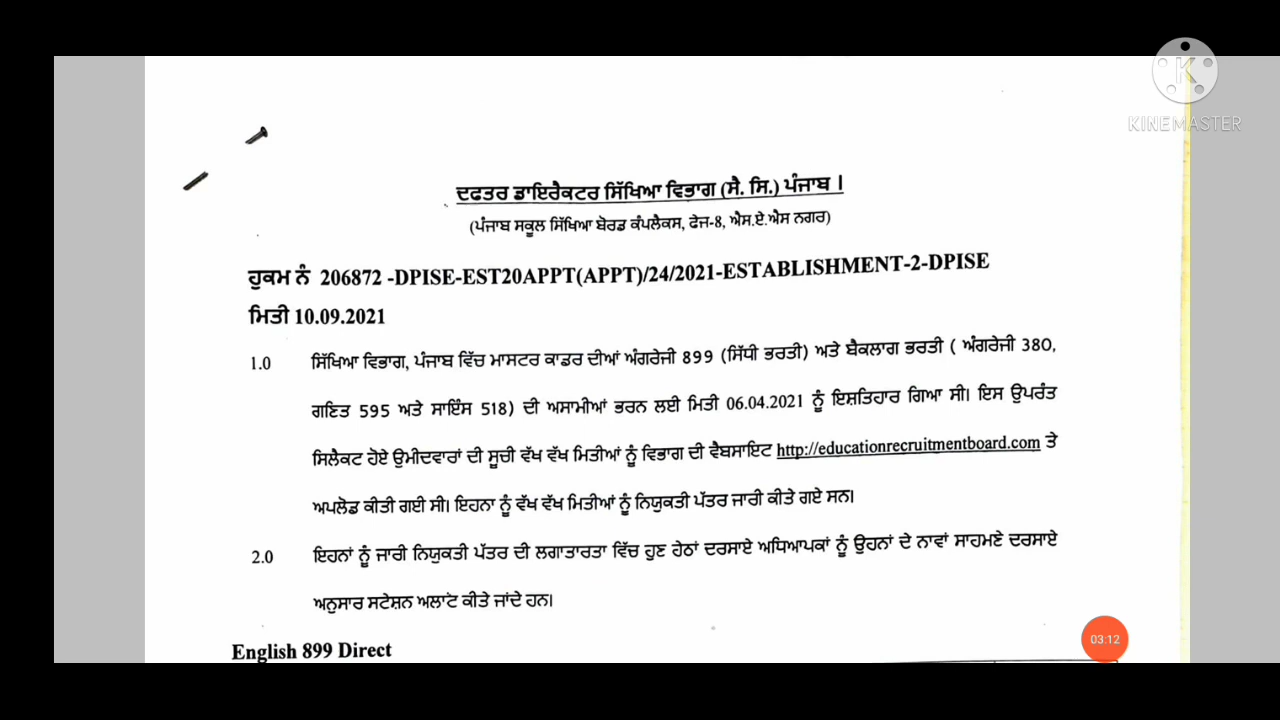 KINEMASTER
ਦਫਤਰ ਡਾਇਰੈਕਟਰ ਸਿੱਖਿਆ ਵਿਭਾਗ (ਸੈ. ਸਿ.) ਪੰਜਾਬ ।
(ਪੰਜਾਬ ਸਕੂਲ ਸਿੱਖਿਆ ਬੋਰਡ ਕੰਪਲੈਕਸ, ਫੇਜ-8, ਐਸ.ਏ.ਐਸ ਨਗਰ)
ਹੁਕਮ ਨੰ 206872 -DPISE-EST20APPT(APPT)/24/2021-ESTABLISHMENT-2-DPISE
ਮਿਤੀ 10.09.2021
1.0 ਸਿੱਖਿਆ ਵਿਭਾਗ, ਪੰਜਾਬ ਵਿੱਚ ਮਾਸਟਰ ਕਾਡਰ ਦੀਆਂ ਅੰਗਰੇਜੀ 899 (ਸਿੱਧੀ ਭਰਤੀ) ਅਤੇ ਬੈਕਲਾਗ ਭਰਤੀ ( ਅੰਗਰੇਜੀ 380,
ਗਣਿਤ 595 ਅਤੇ ਸਾਇੰਸ 518) ਦੀ ਅਸਾਮੀਆਂ ਭਰਨ ਲਈ ਮਿਤੀ 06.04.2021 ਨੂੰ ਇਸ਼ਤਿਹਾਰ ਗਿਆ ਸੀ। ਇਸ ਉਪਰੰਤ
ਸਿਲੈਕਟ ਹੋਏ ਉਮੀਦਵਾਰਾਂ ਦੀ ਸੂਚੀ ਵੱਖ ਵੱਖ ਮਿਤੀਆਂ ਨੂੰ ਵਿਭਾਗ ਦੀ ਵੈਬਸਾਇਟ http://educationrecruitmentboard.com ਤੇ
ਅਪਲੋਡ ਕੀਤੀ ਗਈ ਸੀ। ਇਹਨਾ ਨੂੰ ਵੱਖ ਵੱਖ ਮਿਤੀਆਂ ਨੂੰ ਨਿਯੁਕਤੀ ਪੱਤਰ ਜਾਰੀ ਕੀਤੇ ਗਏ ਸਨ।
2.0 ਇਹਨਾਂ ਨੂੰ ਜਾਰੀ ਨਿਯੁਕਤੀ ਪੱਤਰ ਦੀ ਲਗਾਤਾਰਤਾ ਵਿੱਚ ਹੁਣ ਹੇਠਾਂ ਦਰਸਾਏ ਅਧਿਆਪਕਾਂ ਨੂੰ ਉਹਨਾਂ ਦੇ ਨਾਵਾਂ ਸਾਹਮਣੇ ਦਰਸਾਏ
ਅਨੁਸਾਰ ਸਟੇਸ਼ਨ ਅਲਾਟ ਕੀਤੇ ਜਾਂਦੇ ਹਨ।
03:12
English 899 Direct